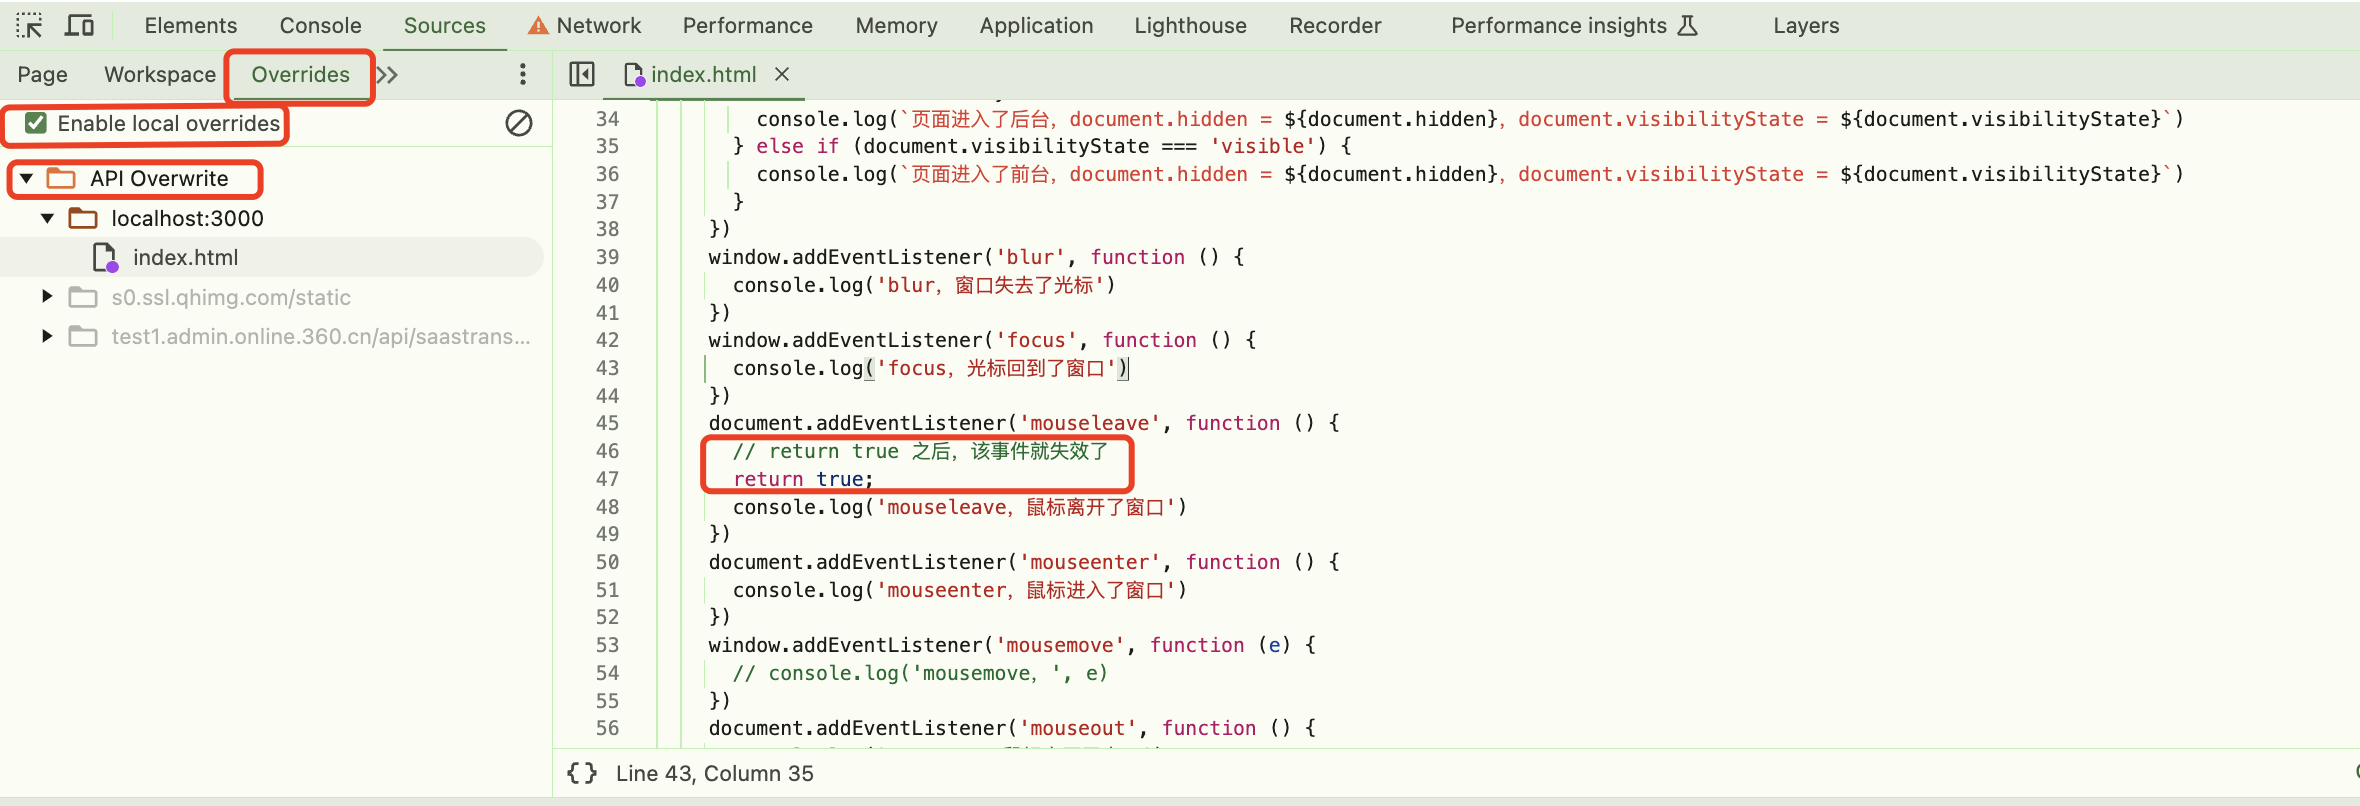 Elements Console Sources Network Performance Memory Application Lighthouse Recorder Performance insights Layers
Page Workspace Overrides
index.html
Enable local overrides
API Overwrite
localhost:3000
index.html
s0.ssl.qhimg.com/static
test1.admin.online.360.cn/api/saastrans...
34 console.log(`页面进入了后台，document.hidden = ${document.hidden}，document.visibilityState = ${document.visibilityState}`)
35 } else if (document.visibilityState === 'visible') {
36 console.log(`页面进入了前台，document.hidden = ${document.hidden}，document.visibilityState = ${document.visibilityState}`)
37 }
38 })
39 window.addEventListener('blur', function () {
40 console.log('blur，窗口失去了光标')
41 })
42 window.addEventListener('focus', function () {
43 console.log('focus，光标回到了窗口')
44 })
45 document.addEventListener('mouseleave', function () {
46 // return true 之后，该事件就失效了
47 return true;
48 console.log('mouseleave，鼠标离开了窗口')
49 })
50 document.addEventListener('mouseenter', function () {
51 console.log('mouseenter，鼠标进入了窗口')
52 })
53 window.addEventListener('mousemove', function (e) {
54 // console.log('mousemove，', e)
55 })
56 document.addEventListener('mouseout', function () {
{} Line 43, Column 35